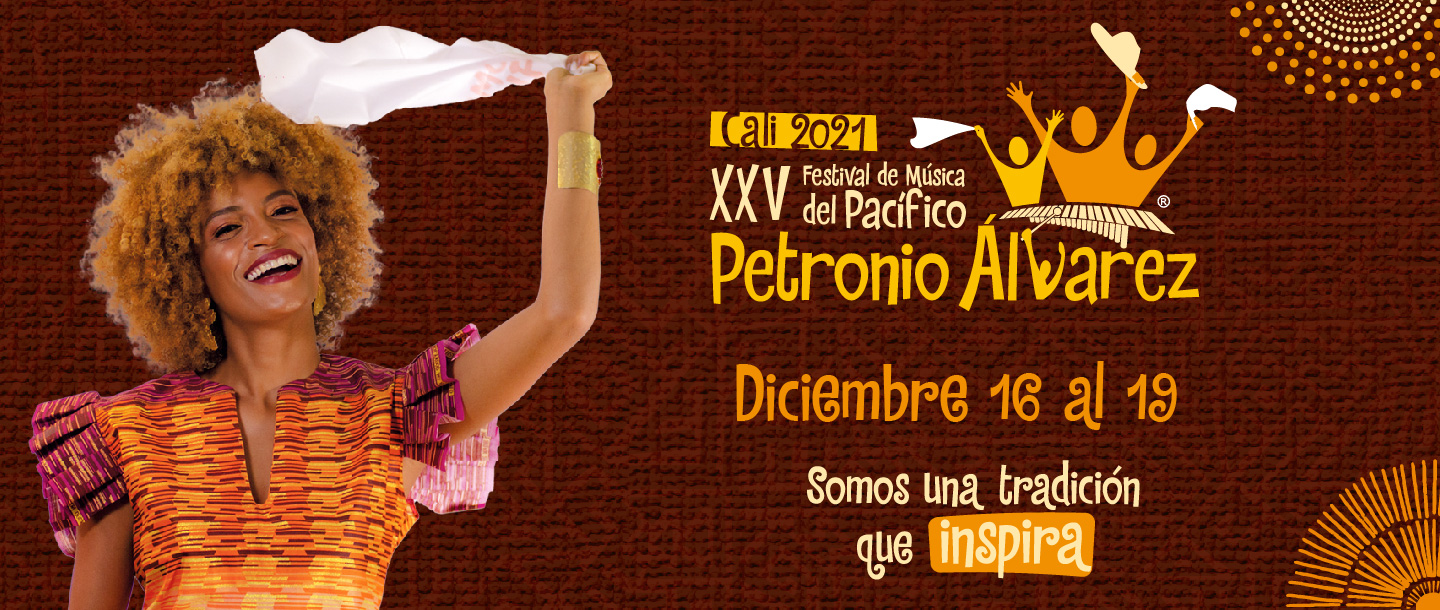 Cali 2021
XXV Festival de Música
del Pacífico
®
Petronio Álvarez
Diciembre 16 al 19
Somos una tradición
que inspira